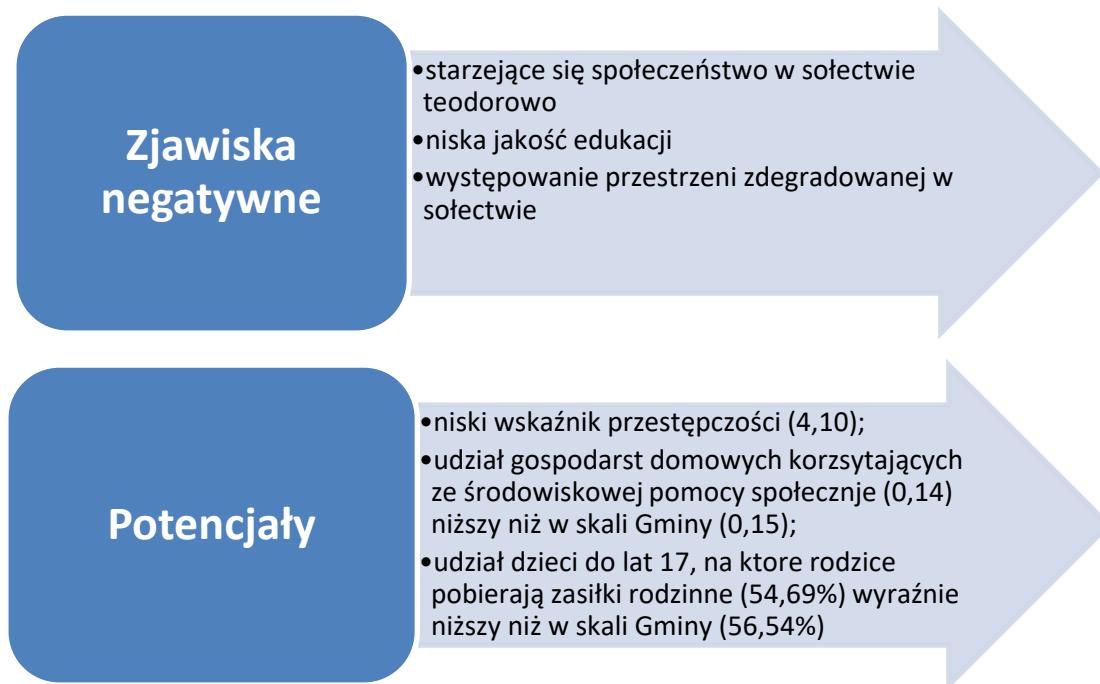 Zjawiska
negatywne
•starzejące się społeczeństwo w sołectwie
teodorowo
•niska jakość edukacji
•występowanie przestrzeni zdegradowanej w
sołectwie
Potencjały
•niski wskaźnik przestępczości (4,10);
•udział gospodarst domowych korzsytających
ze środowiskowej pomocy społecznje (0,14)
niższy niż w skali Gminy (0,15);
•udział dzieci do lat 17, na ktore rodzice
pobierają zasiłki rodzinne (54,69%) wyraźnie
niższy niż w skali Gminy (56,54%)